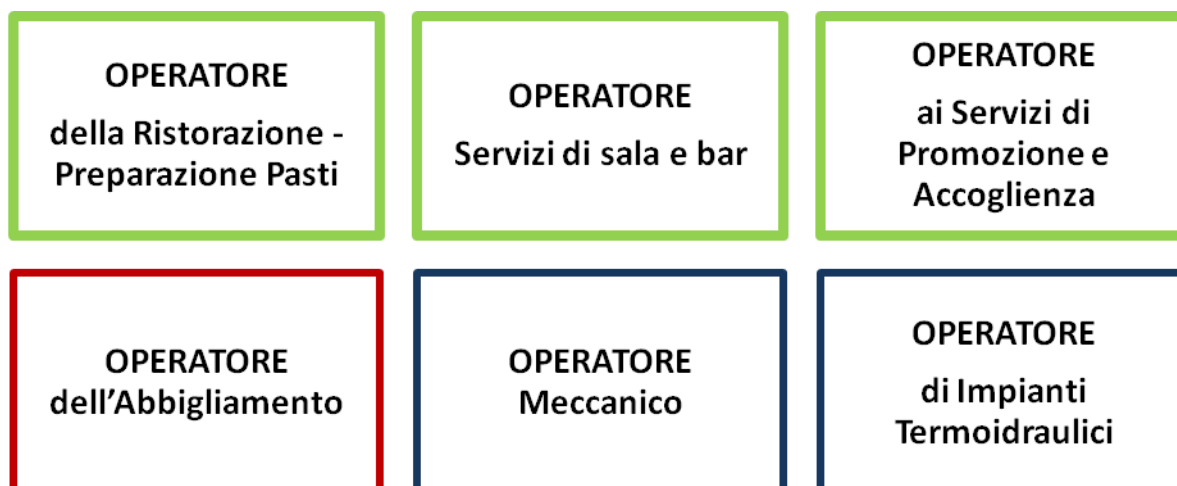 OPERATORE
della Ristorazione -
Preparazione Pasti
OPERATORE
Servizi di sala e bar
OPERATORE
ai Servizi di
Promozione e
Accoglienza
OPERATORE
dell’Abbigliamento
OPERATORE
Meccanico
OPERATORE
di Impianti
Termoidraulici